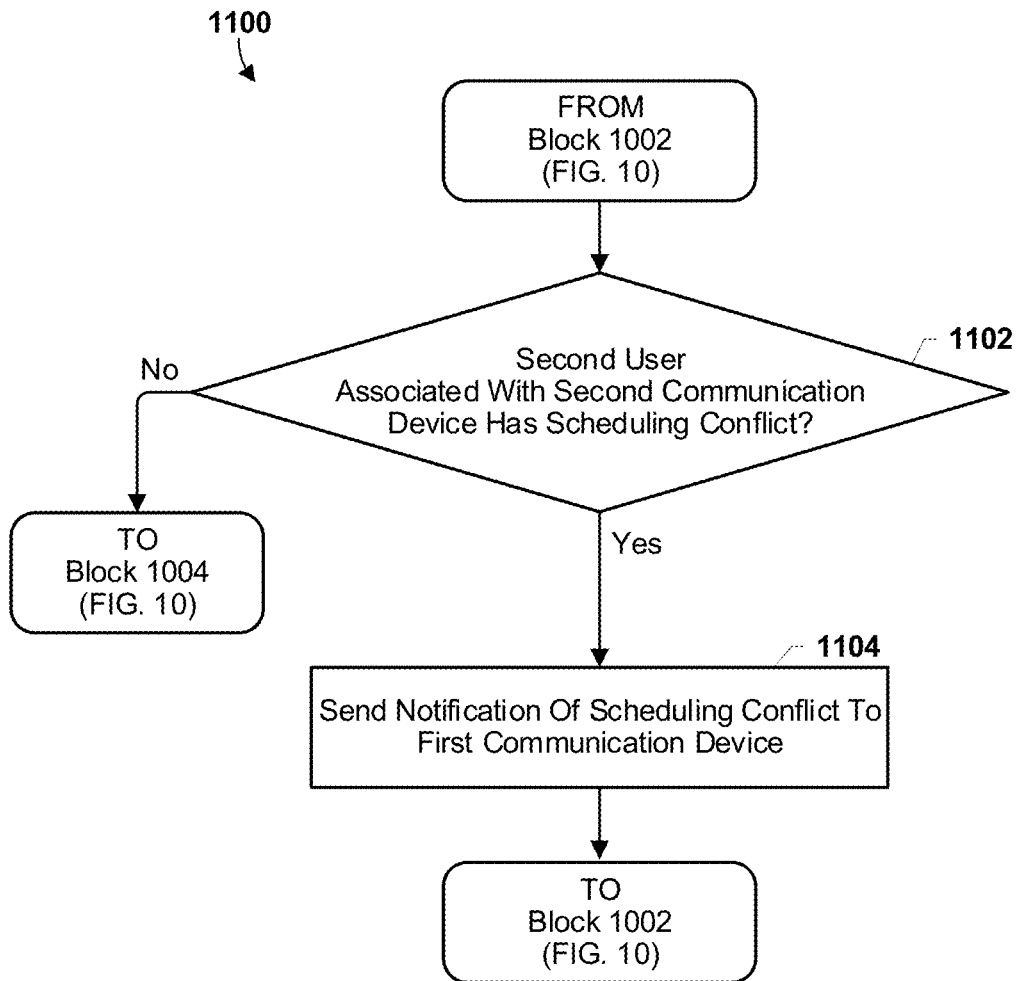 1100
FROM
Block 1002
(FIG. 10)
1102
Second User
Associated With Second Communication
Device Has Scheduling Conflict?
No
TO
Block 1004
(FIG. 10)
Yes
1104
Send Notification Of Scheduling Conflict To
First Communication Device
TO
Block 1002
(FIG. 10)